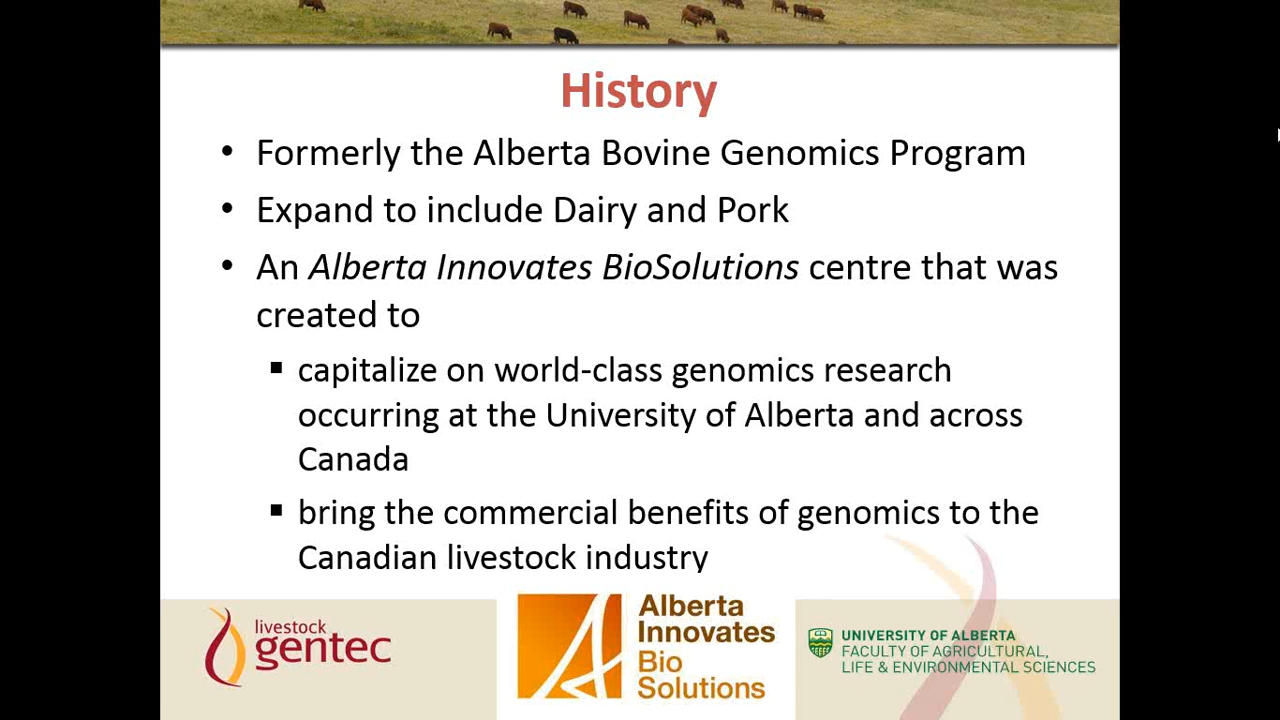 History
• Formerly the Alberta Bovine Genomics Program
• Expand to include Dairy and Pork
• An Alberta Innovates BioSolutions centre that was
created to
▪ capitalize on world-class genomics research
occurring at the University of Alberta and across
Canada
▪ bring the commercial benefits of genomics to the
Canadian livestock industry
livestock
gentec
Alberta
Innovates
Bio
Solutions
UNIVERSITY OF ALBERTA
FACULTY OF AGRICULTURAL,
LIFE & ENVIRONMENTAL SCIENCES